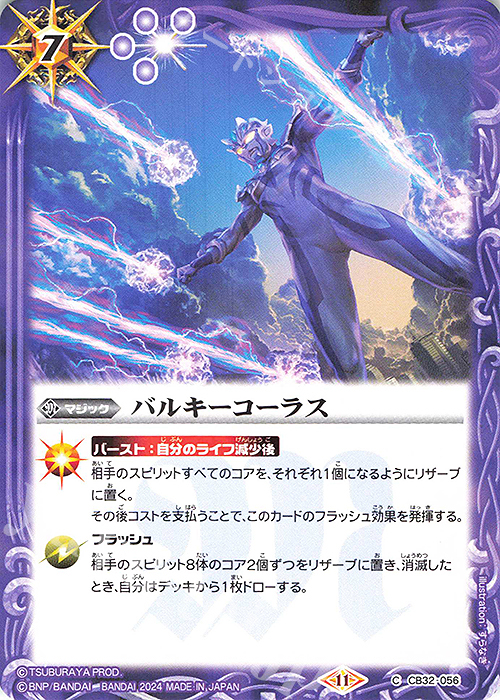 7
マジック
バルキーコーラス
バースト:自分のライフ減少後
相手のスピリットすべてのコアを、それぞれ1個になるようにリザーブ
に置く。
その後コストを支払うことで、このカードのフラッシュ効果を発揮する。
フラッシュ
相手のスピリット8体のコア2個ずつをリザーブに置き、消滅した
とき、自分はデッキから1枚ドローする。
illustration:すらなぎ
©TSUBURAYA PROD.
©BNP/BANDAI ©BANDAI 2024 MADE IN JAPAN
11
C CB32-056